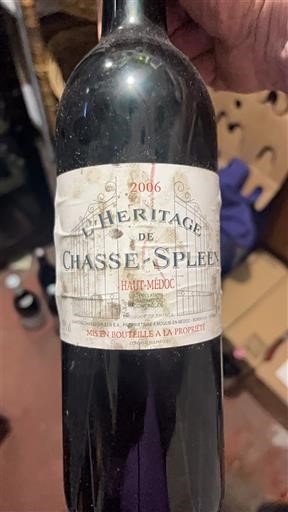 2006
L'HERITAGE
DE
CHASSE-SPLEEN
HAUT-MÉDOC
MIS EN BOUTEILLE A LA PROPRIÉTÉ